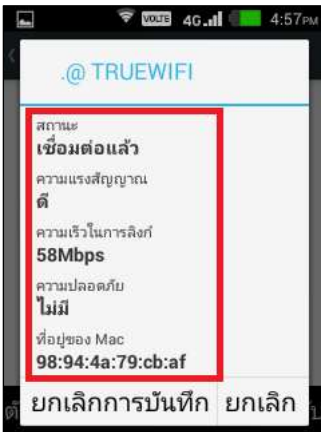 VOLTE 4G 4:57PM
.@ TRUEWIFI
สถานะ
เชื่อมต่อแล้ว
ความแรงสัญญาณ
ดี
ความเร็วในการลิงก์
58Mbps
ความปลอดภัย
ไม่มี
ที่อยู่ของ Mac
98:94:4a:79:cb:af
ยกเลิกการบันทึก ยกเลิก